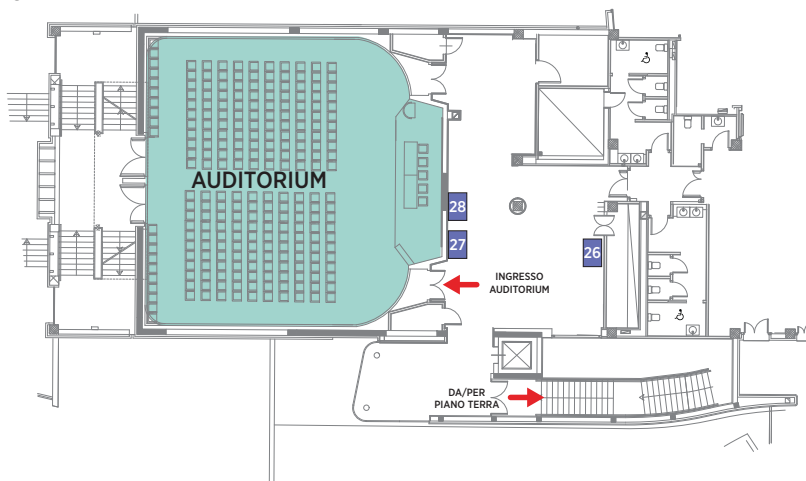 AUDITORIUM
28
27
26
INGRESSO
AUDITORIUM
DA/PER
PIANO TERRA